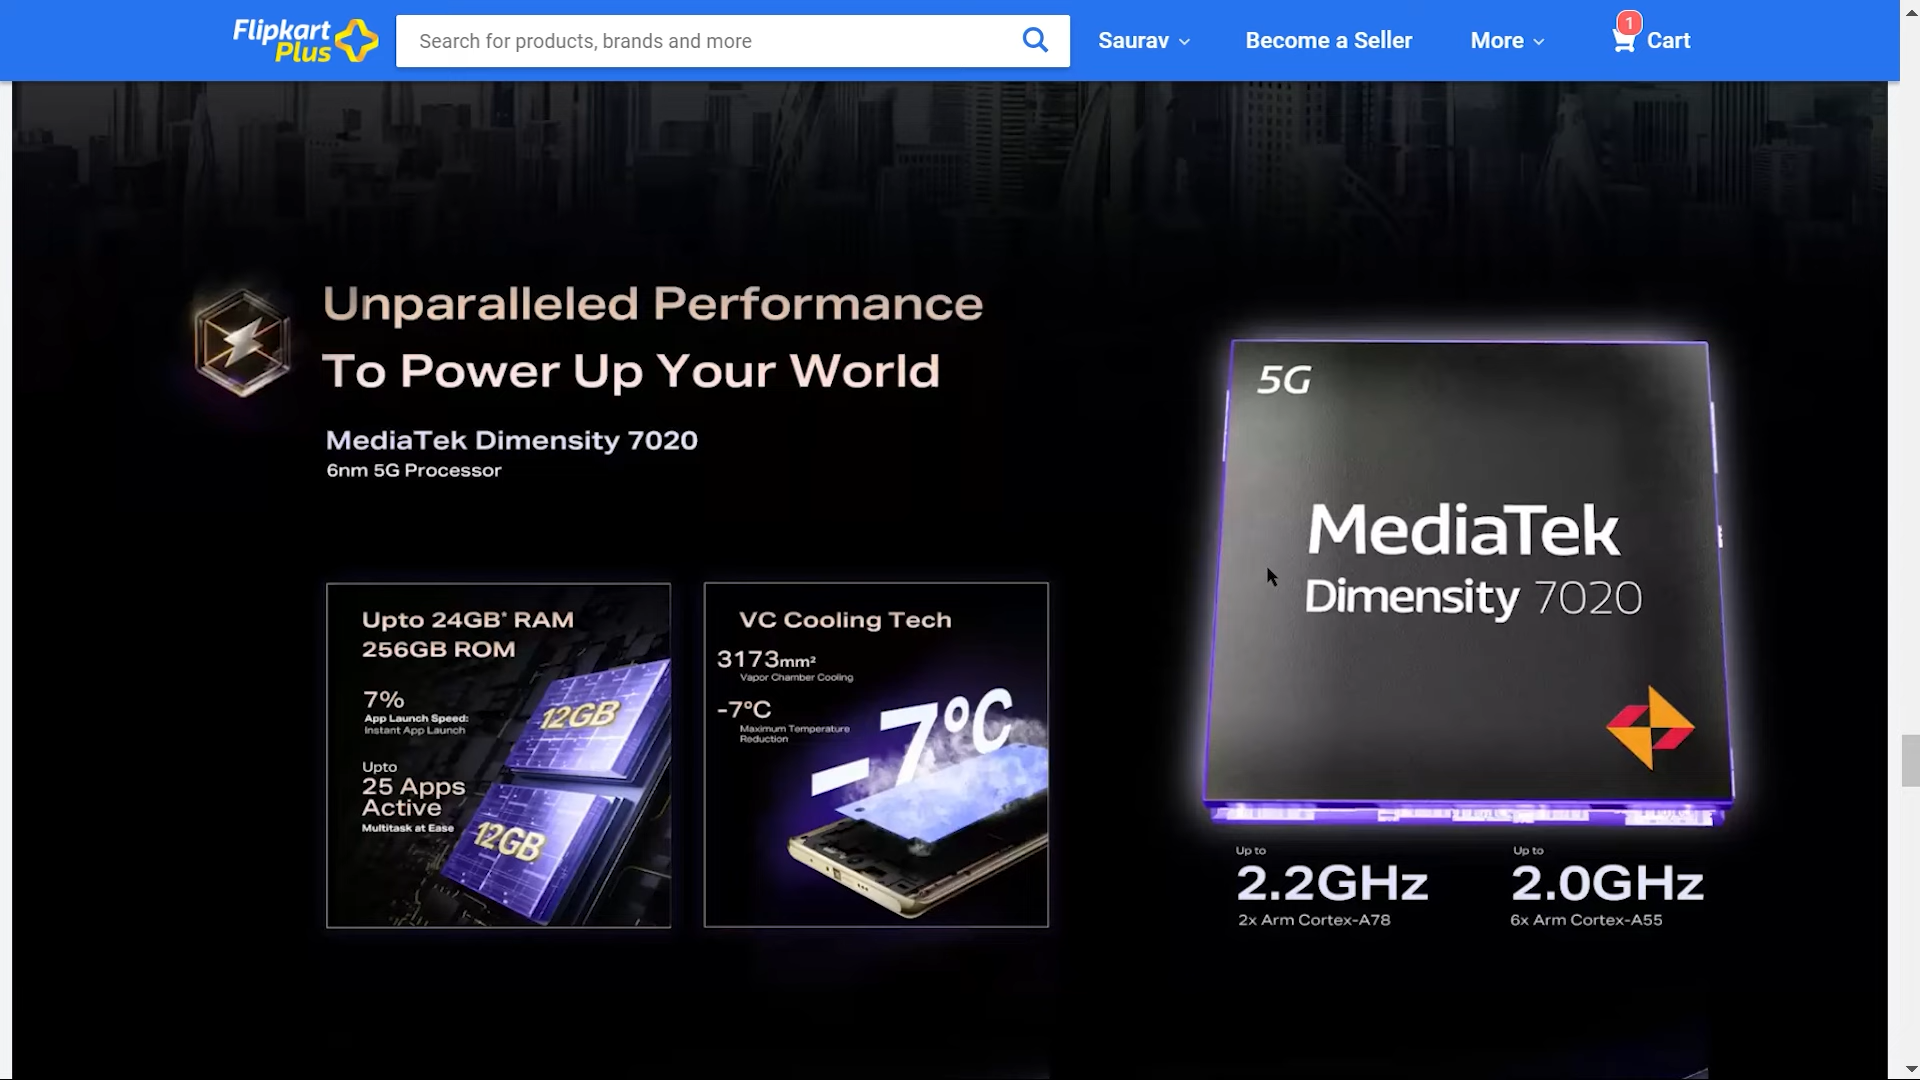 Flipkart
Plus
Search for products, brands and more
Saurav
Become a Seller
More
1
Cart
Unparalleled Performance
To Power Up Your World
MediaTek Dimensity 7020
6nm 5G Processor
Upto 24GB* RAM
256GB ROM
7%
App Launch Speed:
Instant App Launch
Upto
25 Apps
Active
Multitask at Ease
12GB
12GB
VC Cooling Tech
3173mm²
Vapor Chamber Cooling
-7°C
Maximum Temperature
Reduction
-7°C
5G
MediaTek
Dimensity 7020
Up to
2.2GHz
2x Arm Cortex-A78
Up to
2.0GHz
6x Arm Cortex-A55